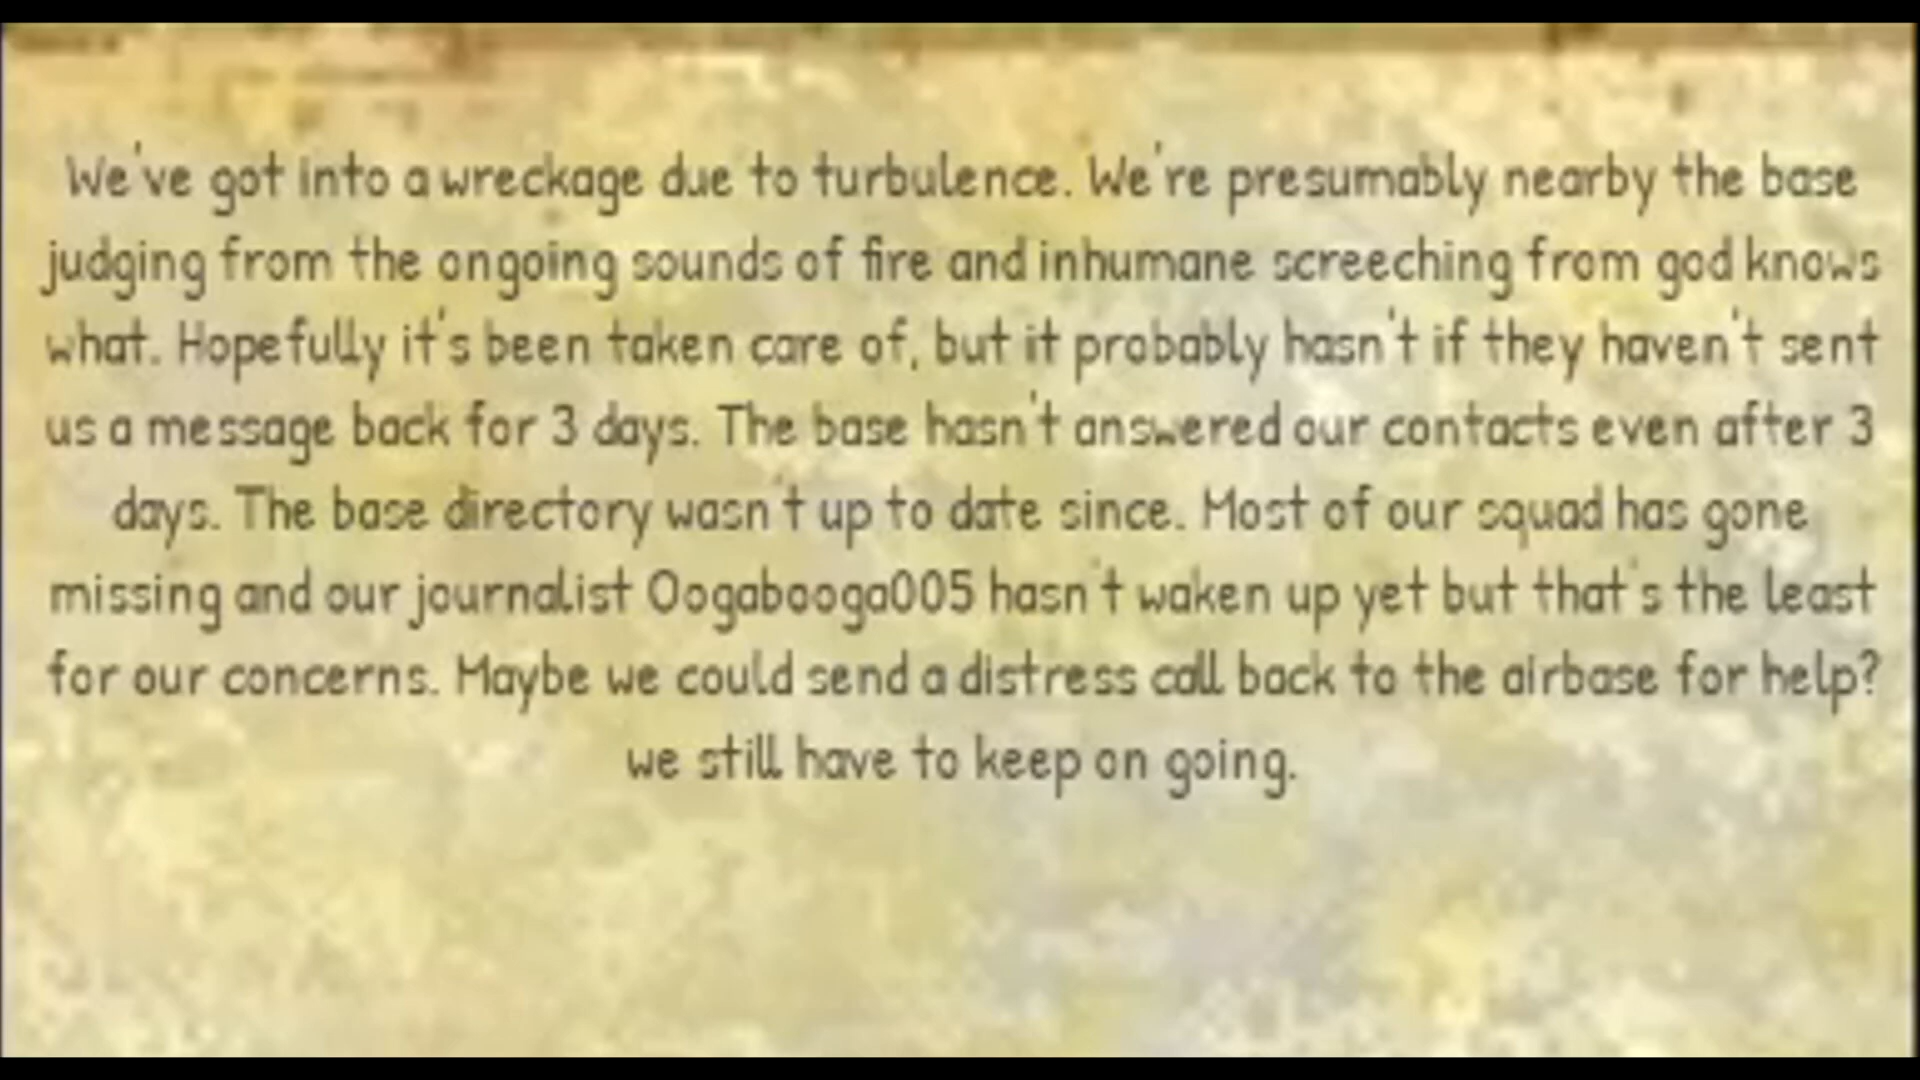 We've got into a wreckage due to turbulence. We're presumably nearby the base
judging from the ongoing sounds of fire and inhumane screeching from god knows
what. Hopefully it's been taken care of, but it probably hasn't if they haven't sent
us a message back for 3 days. The base hasn't answered our contacts even after 3
days. The base directory wasn't up to date since. Most of our squad has gone
missing and our journalist Oogabooga005 hasn't waken up yet but that's the least
for our concerns. Maybe we could send a distress call back to the airbase for help?
we still have to keep on going.